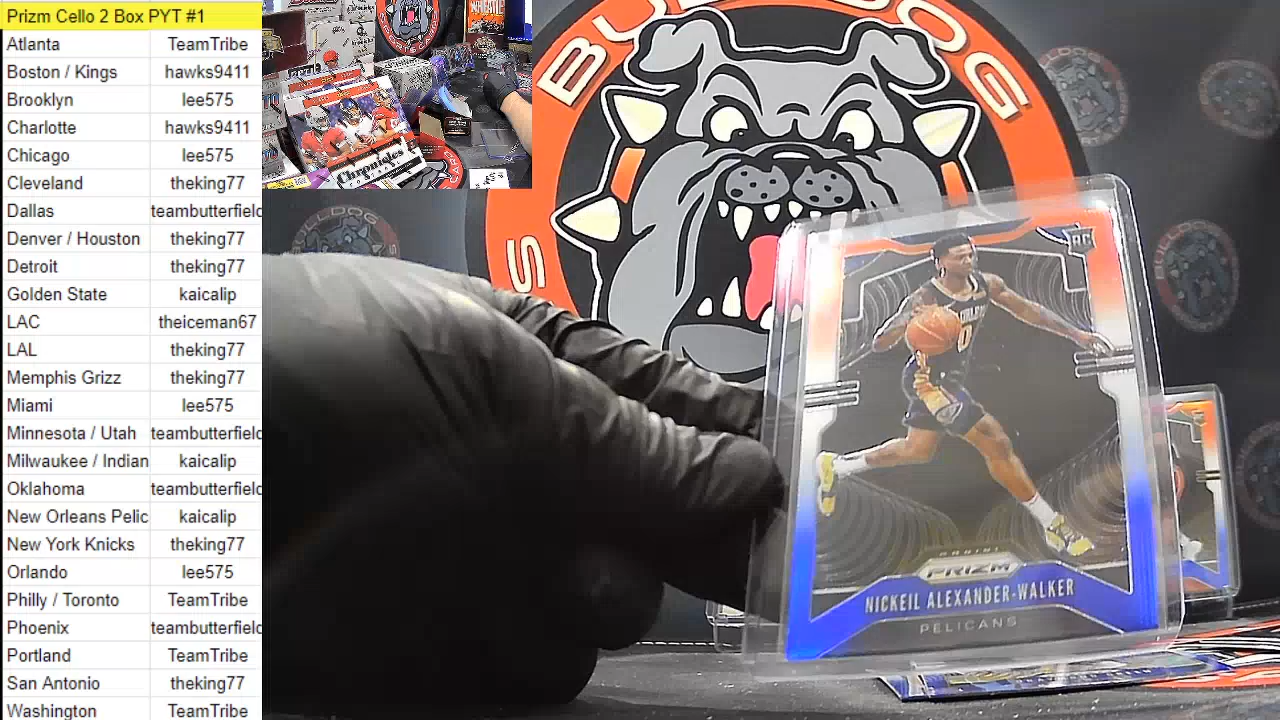 Prizm Cello 2 Box PYT #1
Atlanta TeamTribe
Boston / Kings hawks9411
Brooklyn lee575
Charlotte hawks9411
Chicago lee575
Cleveland theking77
Dallas teambutterfield
Denver / Houston theking77
Detroit theking77
Golden State kaicalip
LAC theiceman67
LAL theking77
Memphis Grizz theking77
Miami lee575
Minnesota / Utah teambutterfield
Milwaukee / Indian kaicalip
Oklahoma teambutterfield
New Orleans Pelic kaicalip
New York Knicks theking77
Orlando lee575
Philly / Toronto TeamTribe
Phoenix teambutterfield
Portland TeamTribe
San Antonio theking77
Washington TeamTribe
Chronicles
BULLDOG
S
RC
0
PANINI
PRIZM
NICKEIL ALEXANDER-WALKER
PELICANS